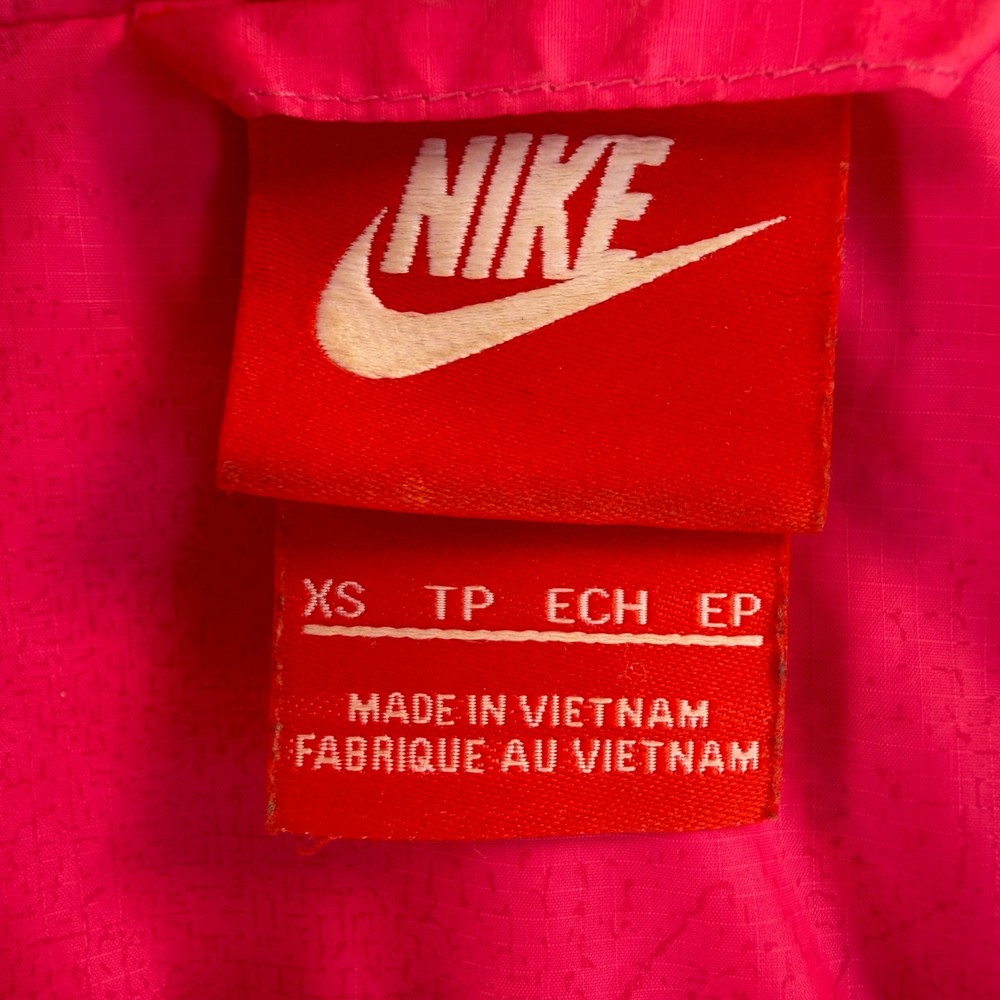 NIKE
XS TP ECH EP
MADE IN VIETNAM
FABRIQUE AU VIETNAM